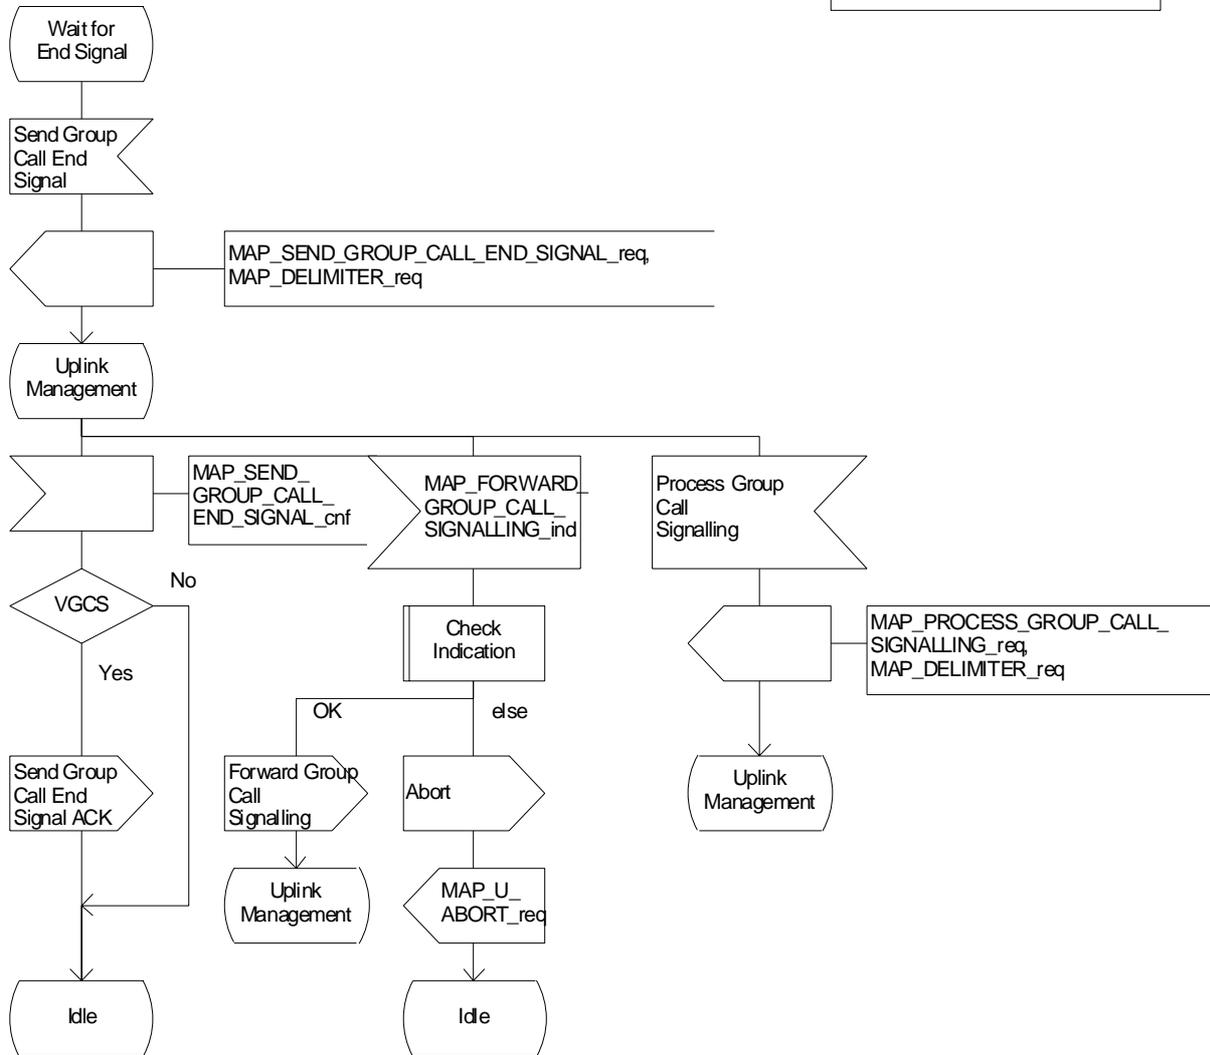 Wait for
End Signal
Send Group
Call End
Signal
MAP_SEND_GROUP_CALL_END_SIGNAL_req,
MAP_DELIMITER_req
Uplink
Management
MAP_SEND_
GROUP_CALL_
END_SIGNAL_cnf
MAP_FORWARD_
GROUP_CALL_
SIGNALLING_ind
Process Group
Call
Signalling
No
VGCS
Yes
Check
Indication
MAP_PROCESS_GROUP_CALL_
SIGNALLING_req,
MAP_DELIMITER_req
OK
else
Send Group
Call End
Signal ACK
Forward Group
Call
Signalling
Abort
Uplink
Management
Uplink
Management
MAP_U_
ABORT_req
Idle
Idle